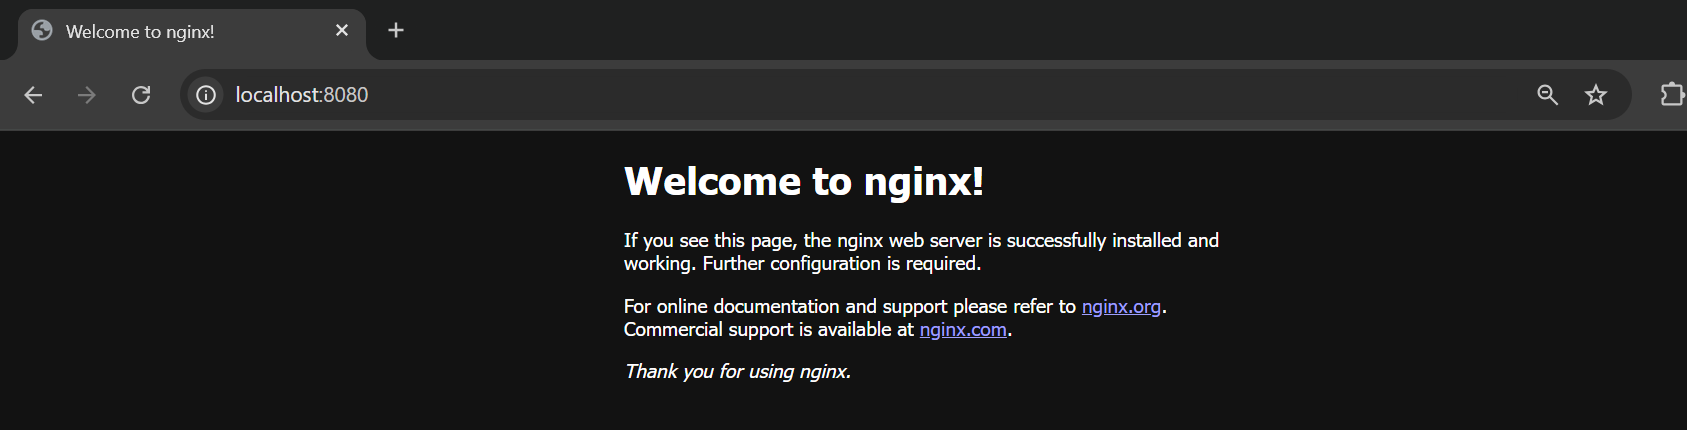 Welcome to nginx!
localhost:8080
Welcome to nginx!
If you see this page, the nginx web server is successfully installed and
working. Further configuration is required.
For online documentation and support please refer to nginx.org.
Commercial support is available at nginx.com.
Thank you for using nginx.